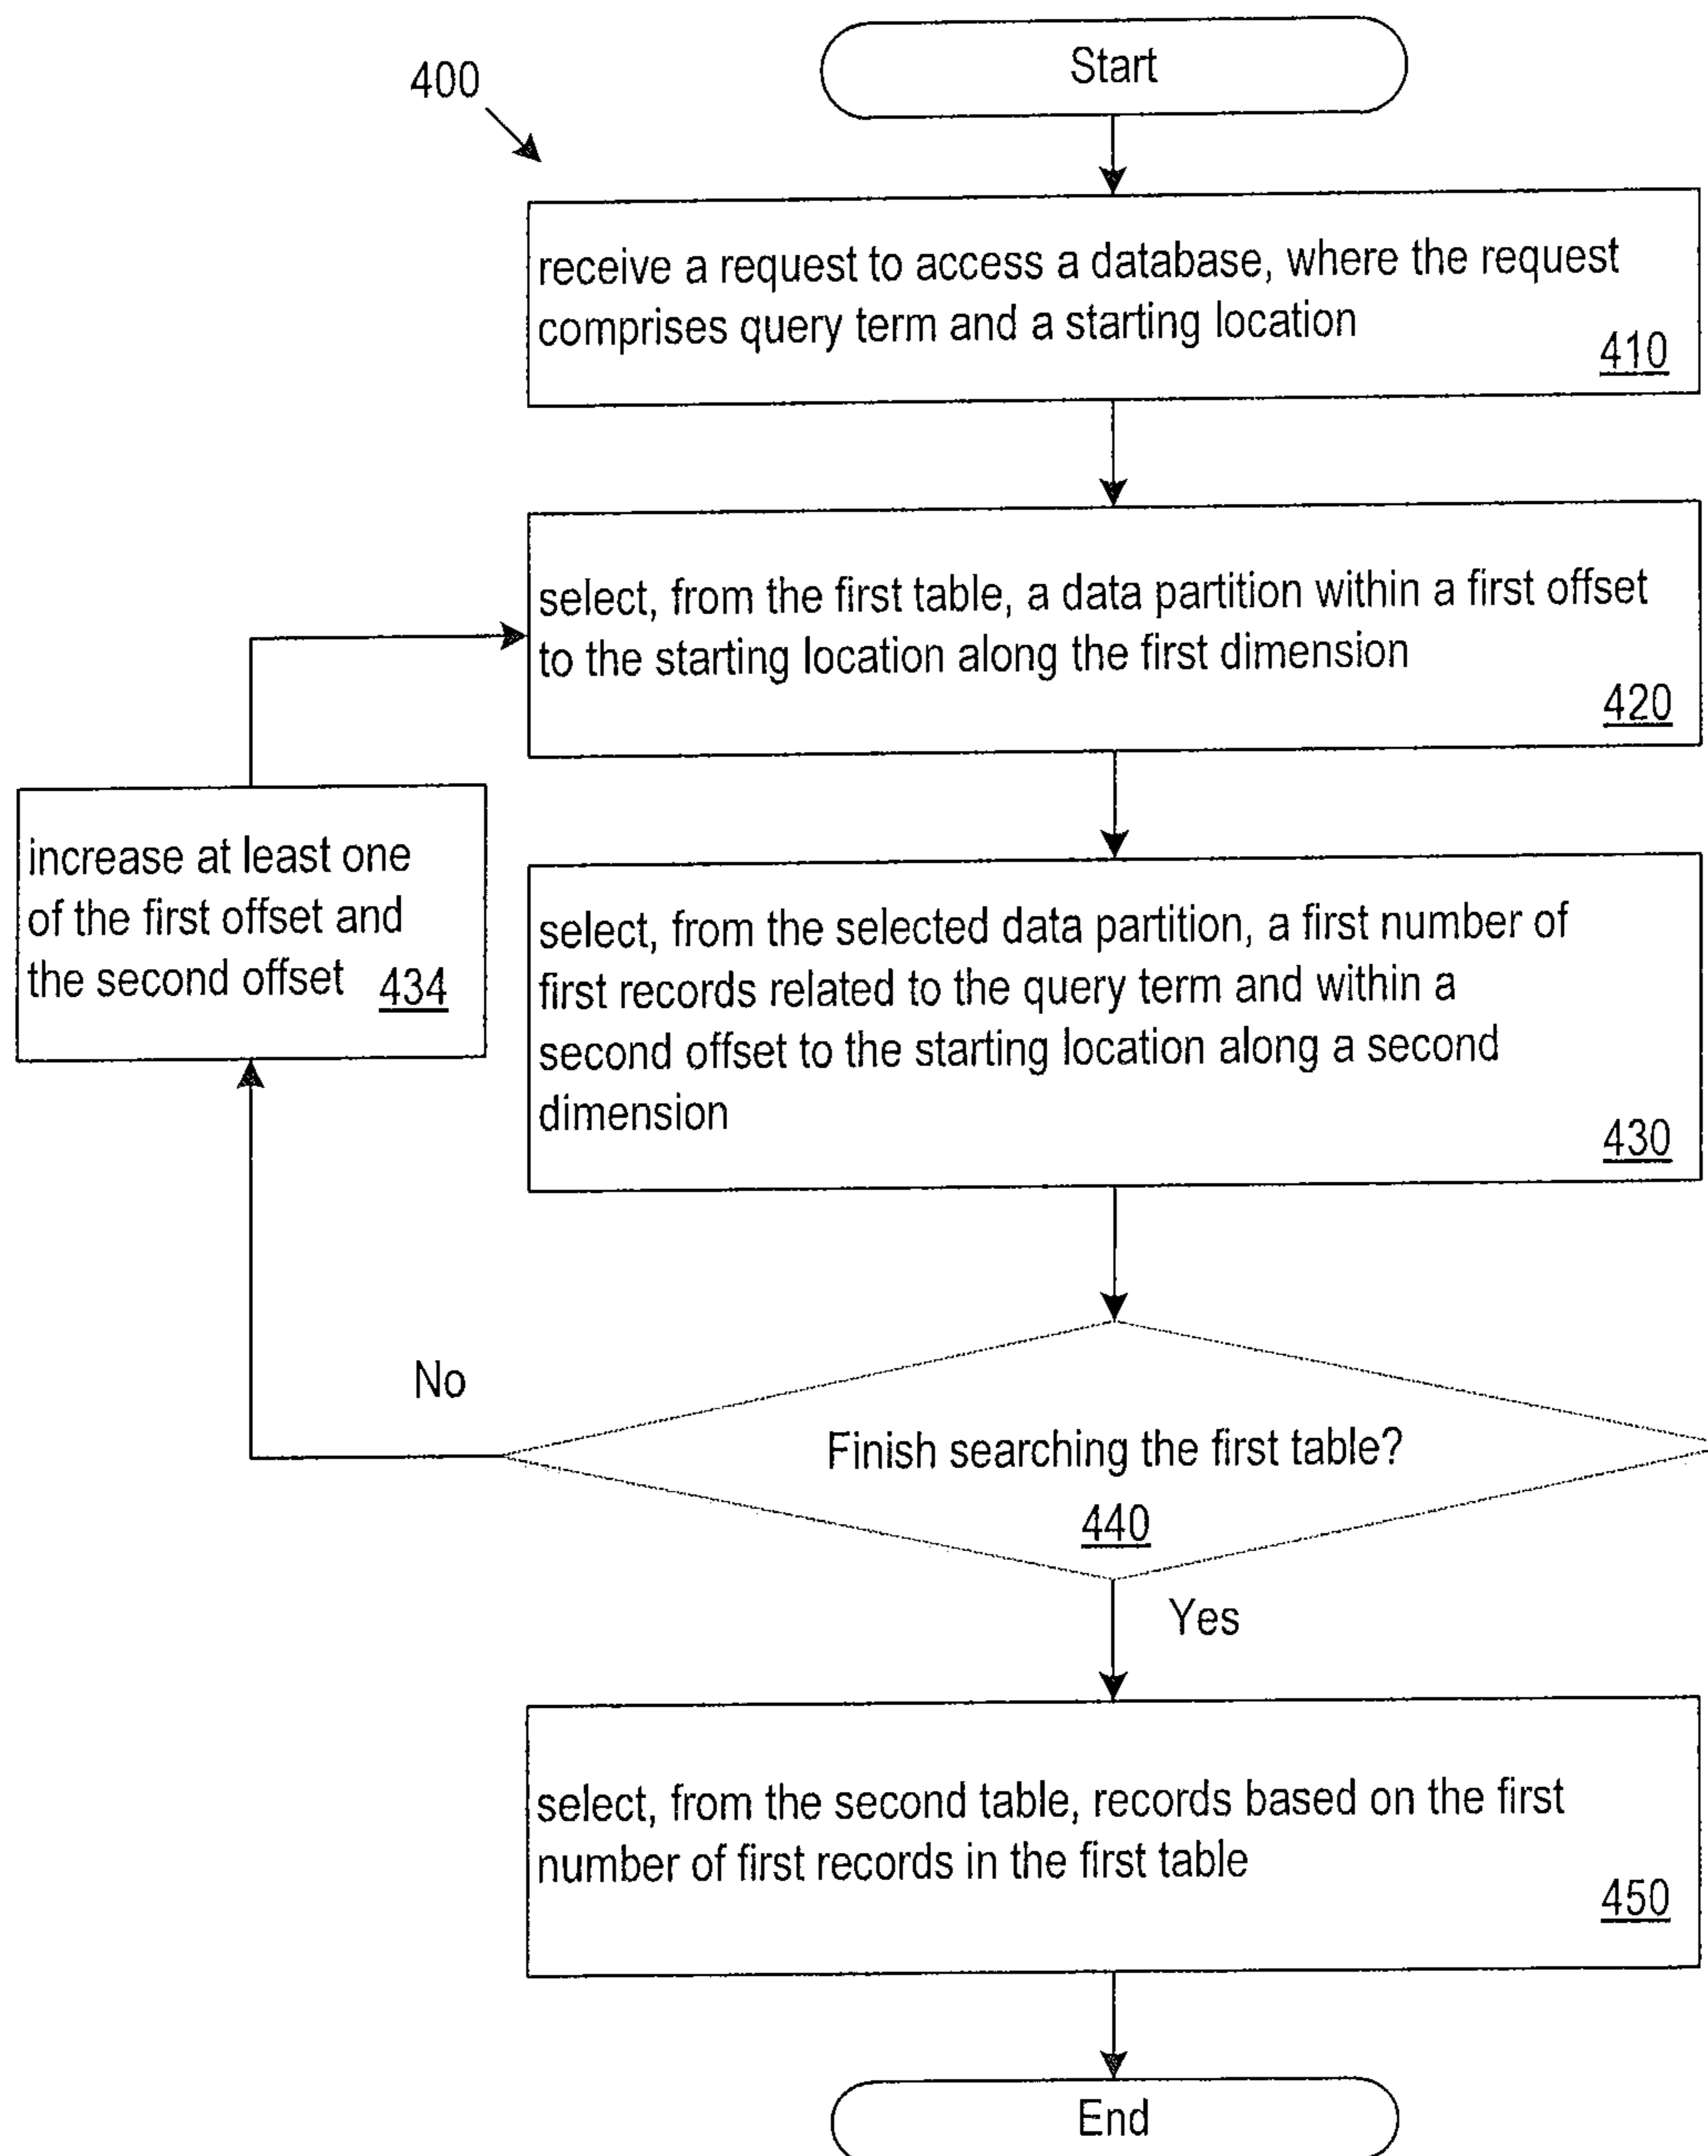 400
Start
receive a request to access a database, where the request
comprises query term and a starting location
410
select, from the first table, a data partition within a first offset
to the starting location along the first dimension
420
increase at least one
of the first offset and
the second offset 434
select, from the selected data partition, a first number of
first records related to the query term and within a
second offset to the starting location along a second
dimension
430
No
Finish searching the first table?
440
Yes
select, from the second table, records based on the first
number of first records in the first table
450
End